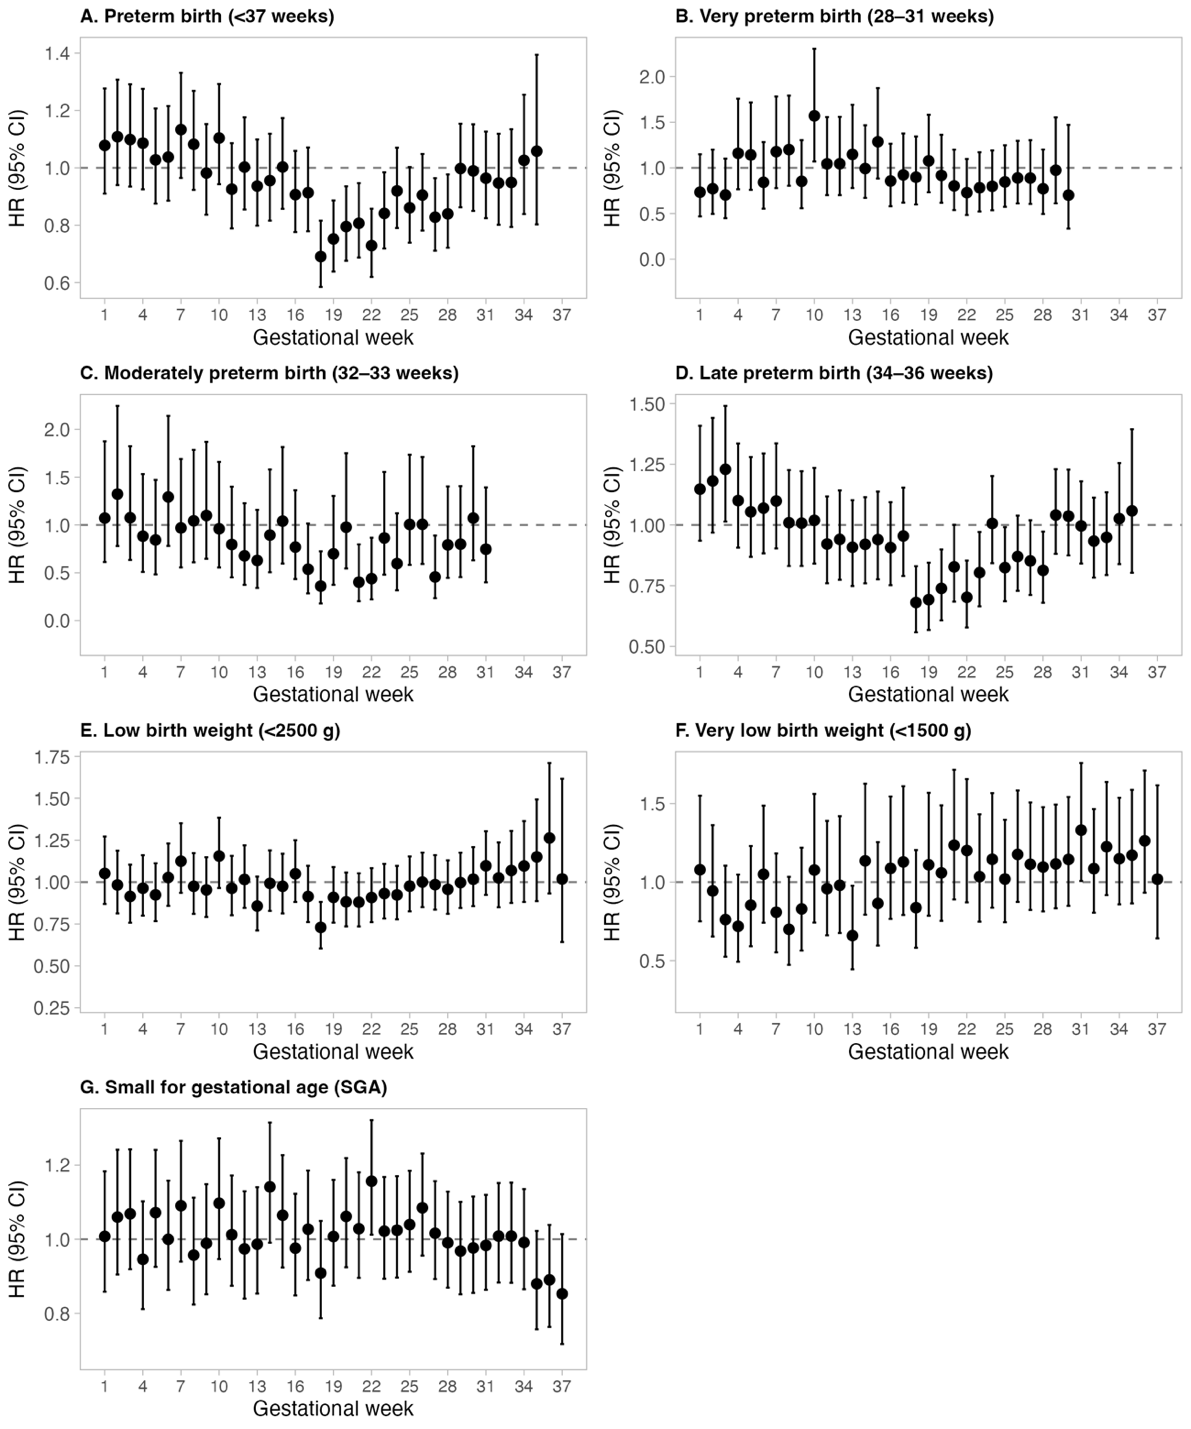 A. Preterm birth (<37 weeks)
HR (95% CI)
1.4
1.2
1.0
0.8
0.6
1 4 7 10 13 16 19 22 25 28 31 34 37
Gestational week
B. Very preterm birth (28–31 weeks)
HR (95% CI)
2.0
1.5
1.0
0.5
0.0
1 4 7 10 13 16 19 22 25 28 31 34 37
Gestational week
C. Moderately preterm birth (32–33 weeks)
HR (95% CI)
2.0
1.5
1.0
0.5
0.0
1 4 7 10 13 16 19 22 25 28 31 34 37
Gestational week
D. Late preterm birth (34–36 weeks)
HR (95% CI)
1.50
1.25
1.00
0.75
0.50
1 4 7 10 13 16 19 22 25 28 31 34 37
Gestational week
E. Low birth weight (<2500 g)
HR (95% CI)
1.75
1.50
1.25
1.00
0.75
0.50
0.25
1 4 7 10 13 16 19 22 25 28 31 34 37
Gestational week
F. Very low birth weight (<1500 g)
HR (95% CI)
1.5
1.0
0.5
1 4 7 10 13 16 19 22 25 28 31 34 37
Gestational week
G. Small for gestational age (SGA)
HR (95% CI)
1.2
1.0
0.8
1 4 7 10 13 16 19 22 25 28 31 34 37
Gestational week